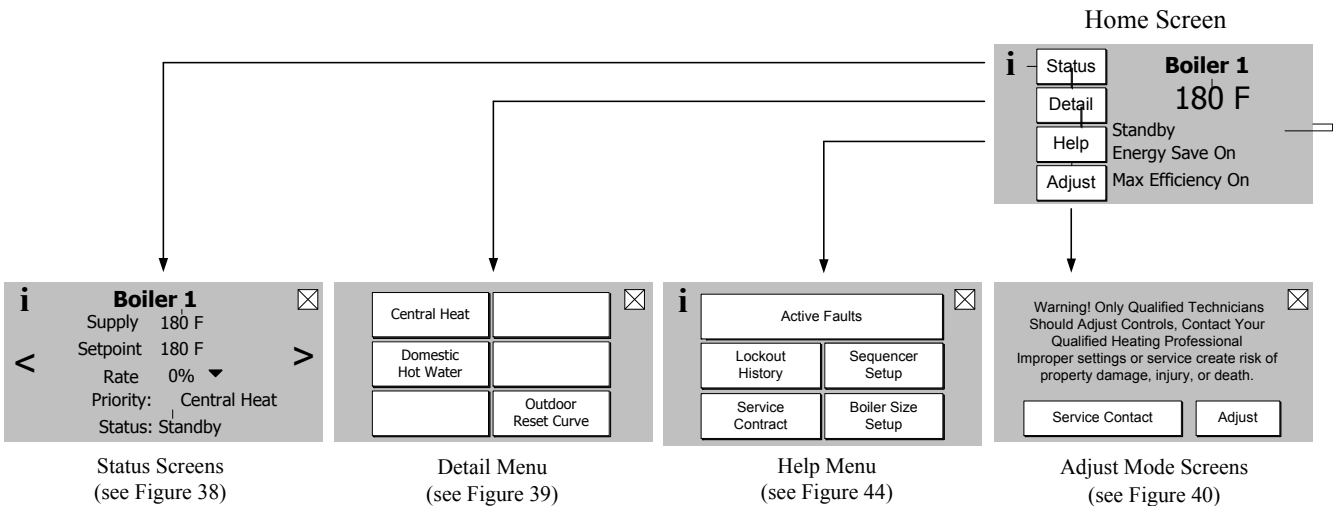 Home Screen
i
Status
Detail
Help
Adjust
Boiler 1
180 F
Standby
Energy Save On
Max Efficiency On
i
Boiler 1
Supply 180 F
<
Setpoint 180 F
>
Rate 0%
Priority: Central Heat
Status: Standby
Status Screens
(see Figure 38)
Central Heat
Domestic
Hot Water
Outdoor
Reset Curve
Detail Menu
(see Figure 39)
i
Active Faults
Lockout
History
Sequencer
Setup
Service
Contract
Boiler Size
Setup
Help Menu
(see Figure 44)
Warning! Only Qualified Technicians
Should Adjust Controls, Contact Your
Qualified Heating Professional
Improper settings or service create risk of
property damage, injury, or death.
Service Contact
Adjust
Adjust Mode Screens
(see Figure 40)